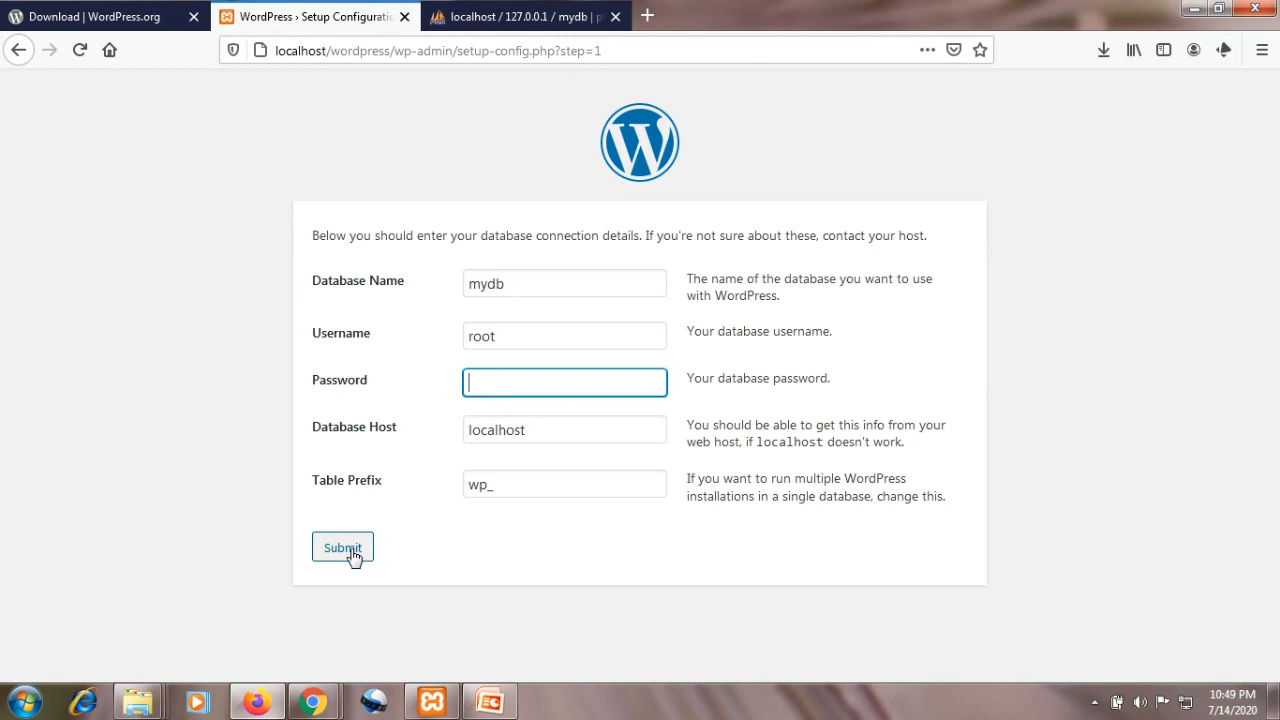 Download | WordPress.org
WordPress › Setup Configuratio
localhost / 127.0.0.1 / mydb | p
localhost/wordpress/wp-admin/setup-config.php?step=1
Below you should enter your database connection details. If you're not sure about these, contact your host.
Database Name
mydb
The name of the database you want to use
with WordPress.
Username
root
Your database username.
Password
Your database password.
Database Host
localhost
You should be able to get this info from your
web host, if localhost doesn't work.
Table Prefix
wp_
If you want to run multiple WordPress
installations in a single database, change this.
Submit
10:49 PM
7/14/2020